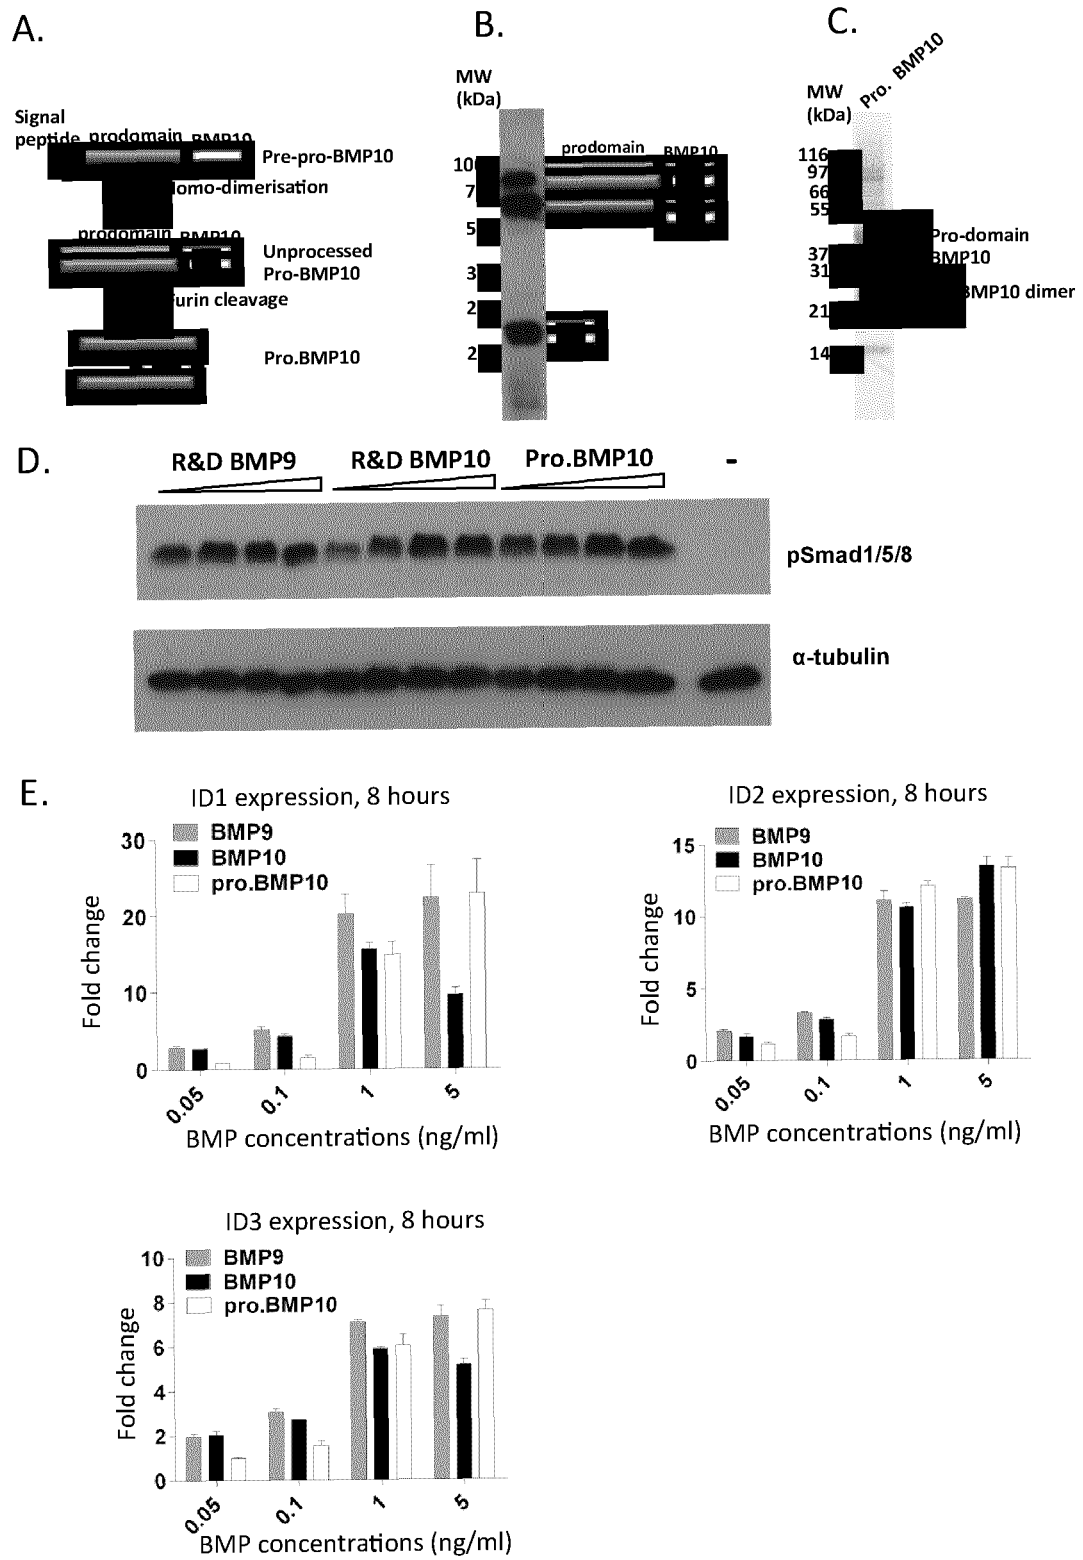 A.
Signal
peptide
prodomain
BMP10
Pre-pro-BMP10
omo-dimerisation
prodomain
BMP10
Unprocessed
Pro-BMP10
urin cleavage
Pro.BMP10
B.
MW
(kDa)
10
7
5
3
2
2
prodomain
BMP10
C.
Pro. BMP10
MW
(kDa)
116
97
66
55
37
31
21
14
Pro-domain
BMP10
BMP10 dimer
D.
R&D BMP9
R&D BMP10
Pro.BMP10
-
pSmad1/5/8
α-tubulin
E.
ID1 expression, 8 hours
BMP9
BMP10
pro.BMP10
Fold change
30
20
10
0
0.05
0.1
1
5
BMP concentrations (ng/ml)
ID2 expression, 8 hours
BMP9
BMP10
pro.BMP10
Fold change
15
10
5
0
0.05
0.1
1
5
BMP concentrations (ng/ml)
ID3 expression, 8 hours
BMP9
BMP10
pro.BMP10
Fold change
10
8
6
4
2
0
0.05
0.1
1
5
BMP concentrations (ng/ml)